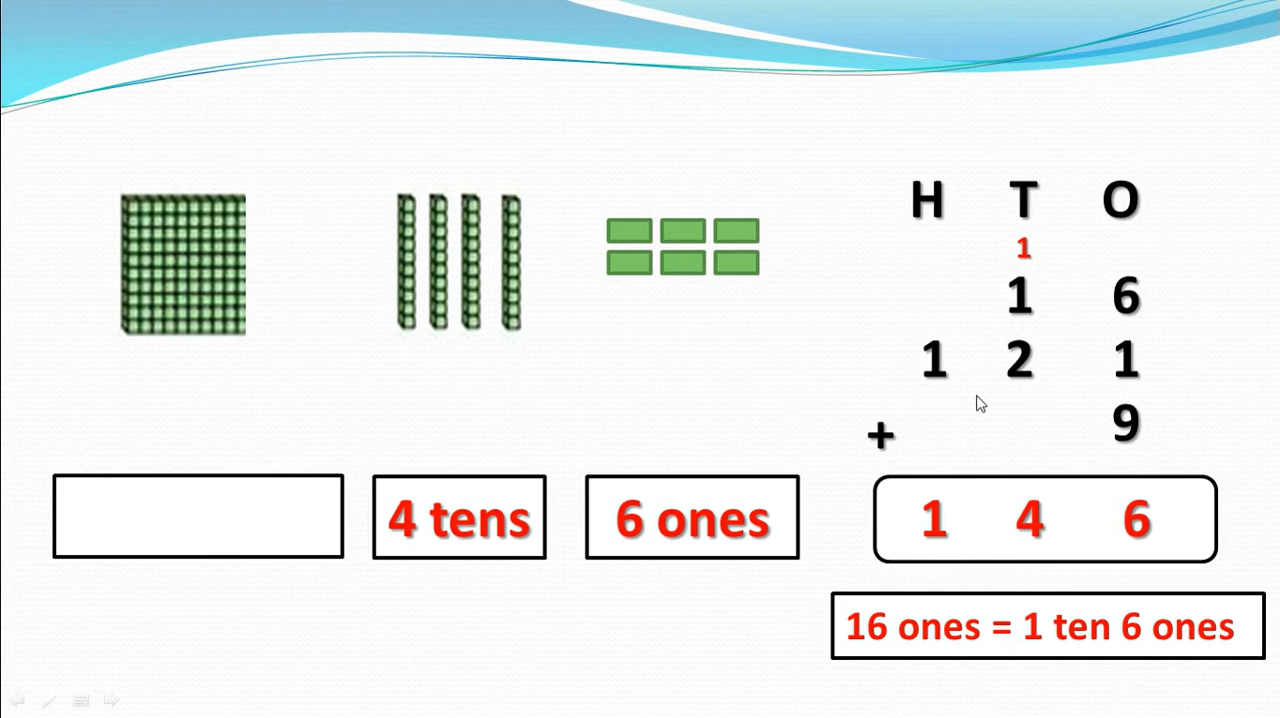 H T O
1
1 6
1 2 1
+ 9
4 tens 6 ones 1 4 6
16 ones = 1 ten 6 ones